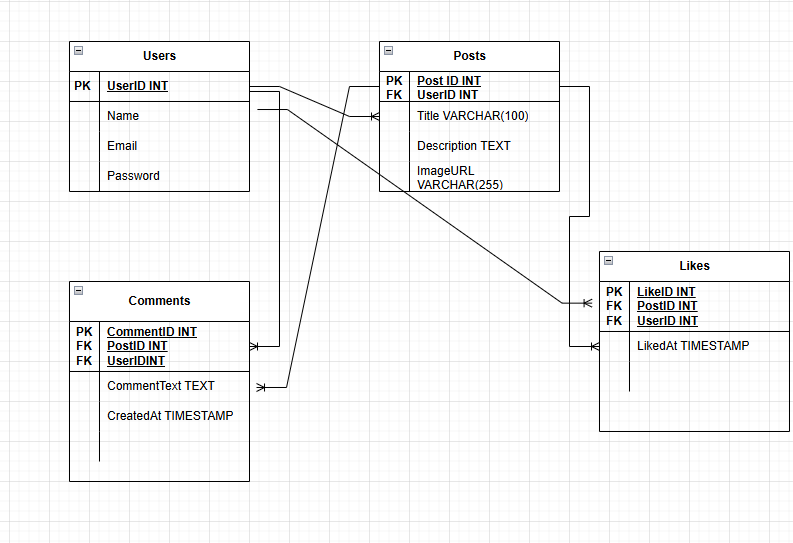 Users
PK UserID INT
Name
Email
Password
Posts
PK Post ID INT
FK UserID INT
Title VARCHAR(100)
Description TEXT
ImageURL
VARCHAR(255)
Comments
PK CommentID INT
FK PostID INT
FK UserIDINT
CommentText TEXT
CreatedAt TIMESTAMP
Likes
PK LikeID INT
FK PostID INT
FK UserID INT
LikedAt TIMESTAMP